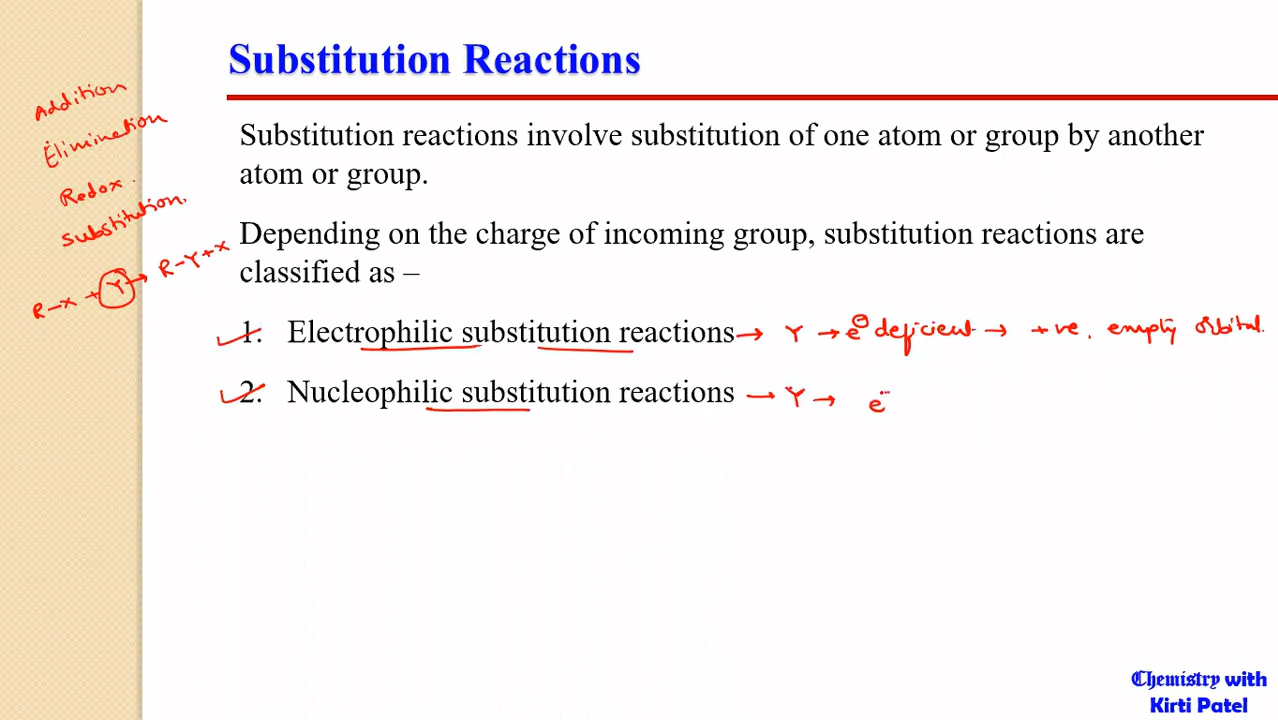 Substitution Reactions
Addition
Elimination
Redox.
Substitution.
R-X + Y → R-Y + X
Substitution reactions involve substitution of one atom or group by another
atom or group.
Depending on the charge of incoming group, substitution reactions are
classified as –
1. Electrophilic substitution reactions → Y → e⊖ deficient → +ve. empty orbital.
2. Nucleophilic substitution reactions → Y → e
Chemistry with
Kirti Patel